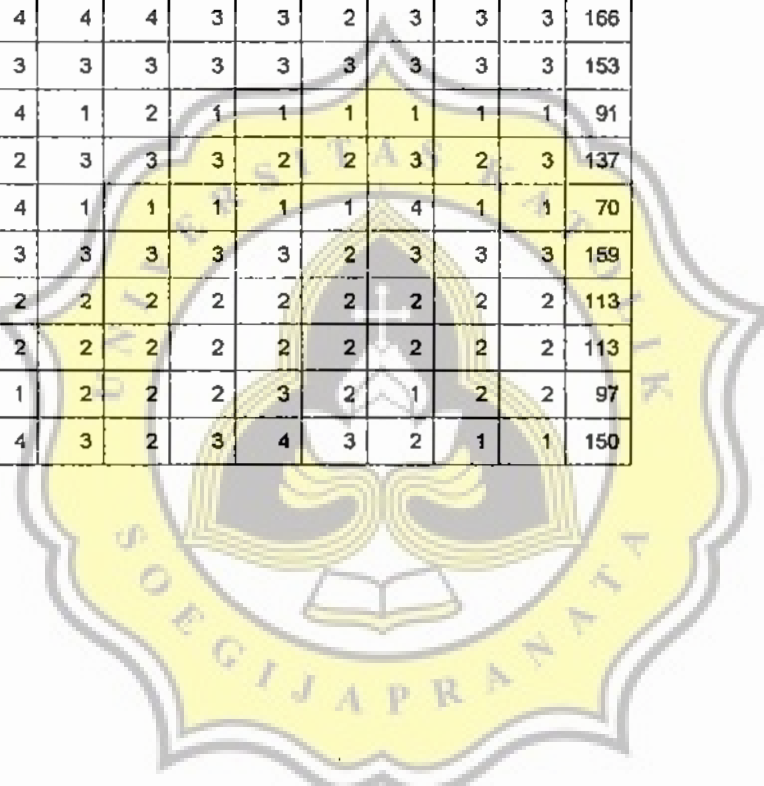 4 4 4 3 3 2 3 3 3 166
3 3 3 3 3 3 3 3 3 153
4 1 2 1 1 1 1 1 1 91
2 3 3 3 2 2 3 2 3 137
4 1 1 1 1 1 4 1 1 70
3 3 3 3 3 2 3 3 3 159
2 2 2 2 2 2 2 2 2 113
2 2 2 2 2 2 2 2 2 113
1 2 2 2 3 2 1 2 2 97
4 3 2 3 4 3 2 1 1 150
UNIVERSITAS KATOLIK
SOEGIJAPRANATA